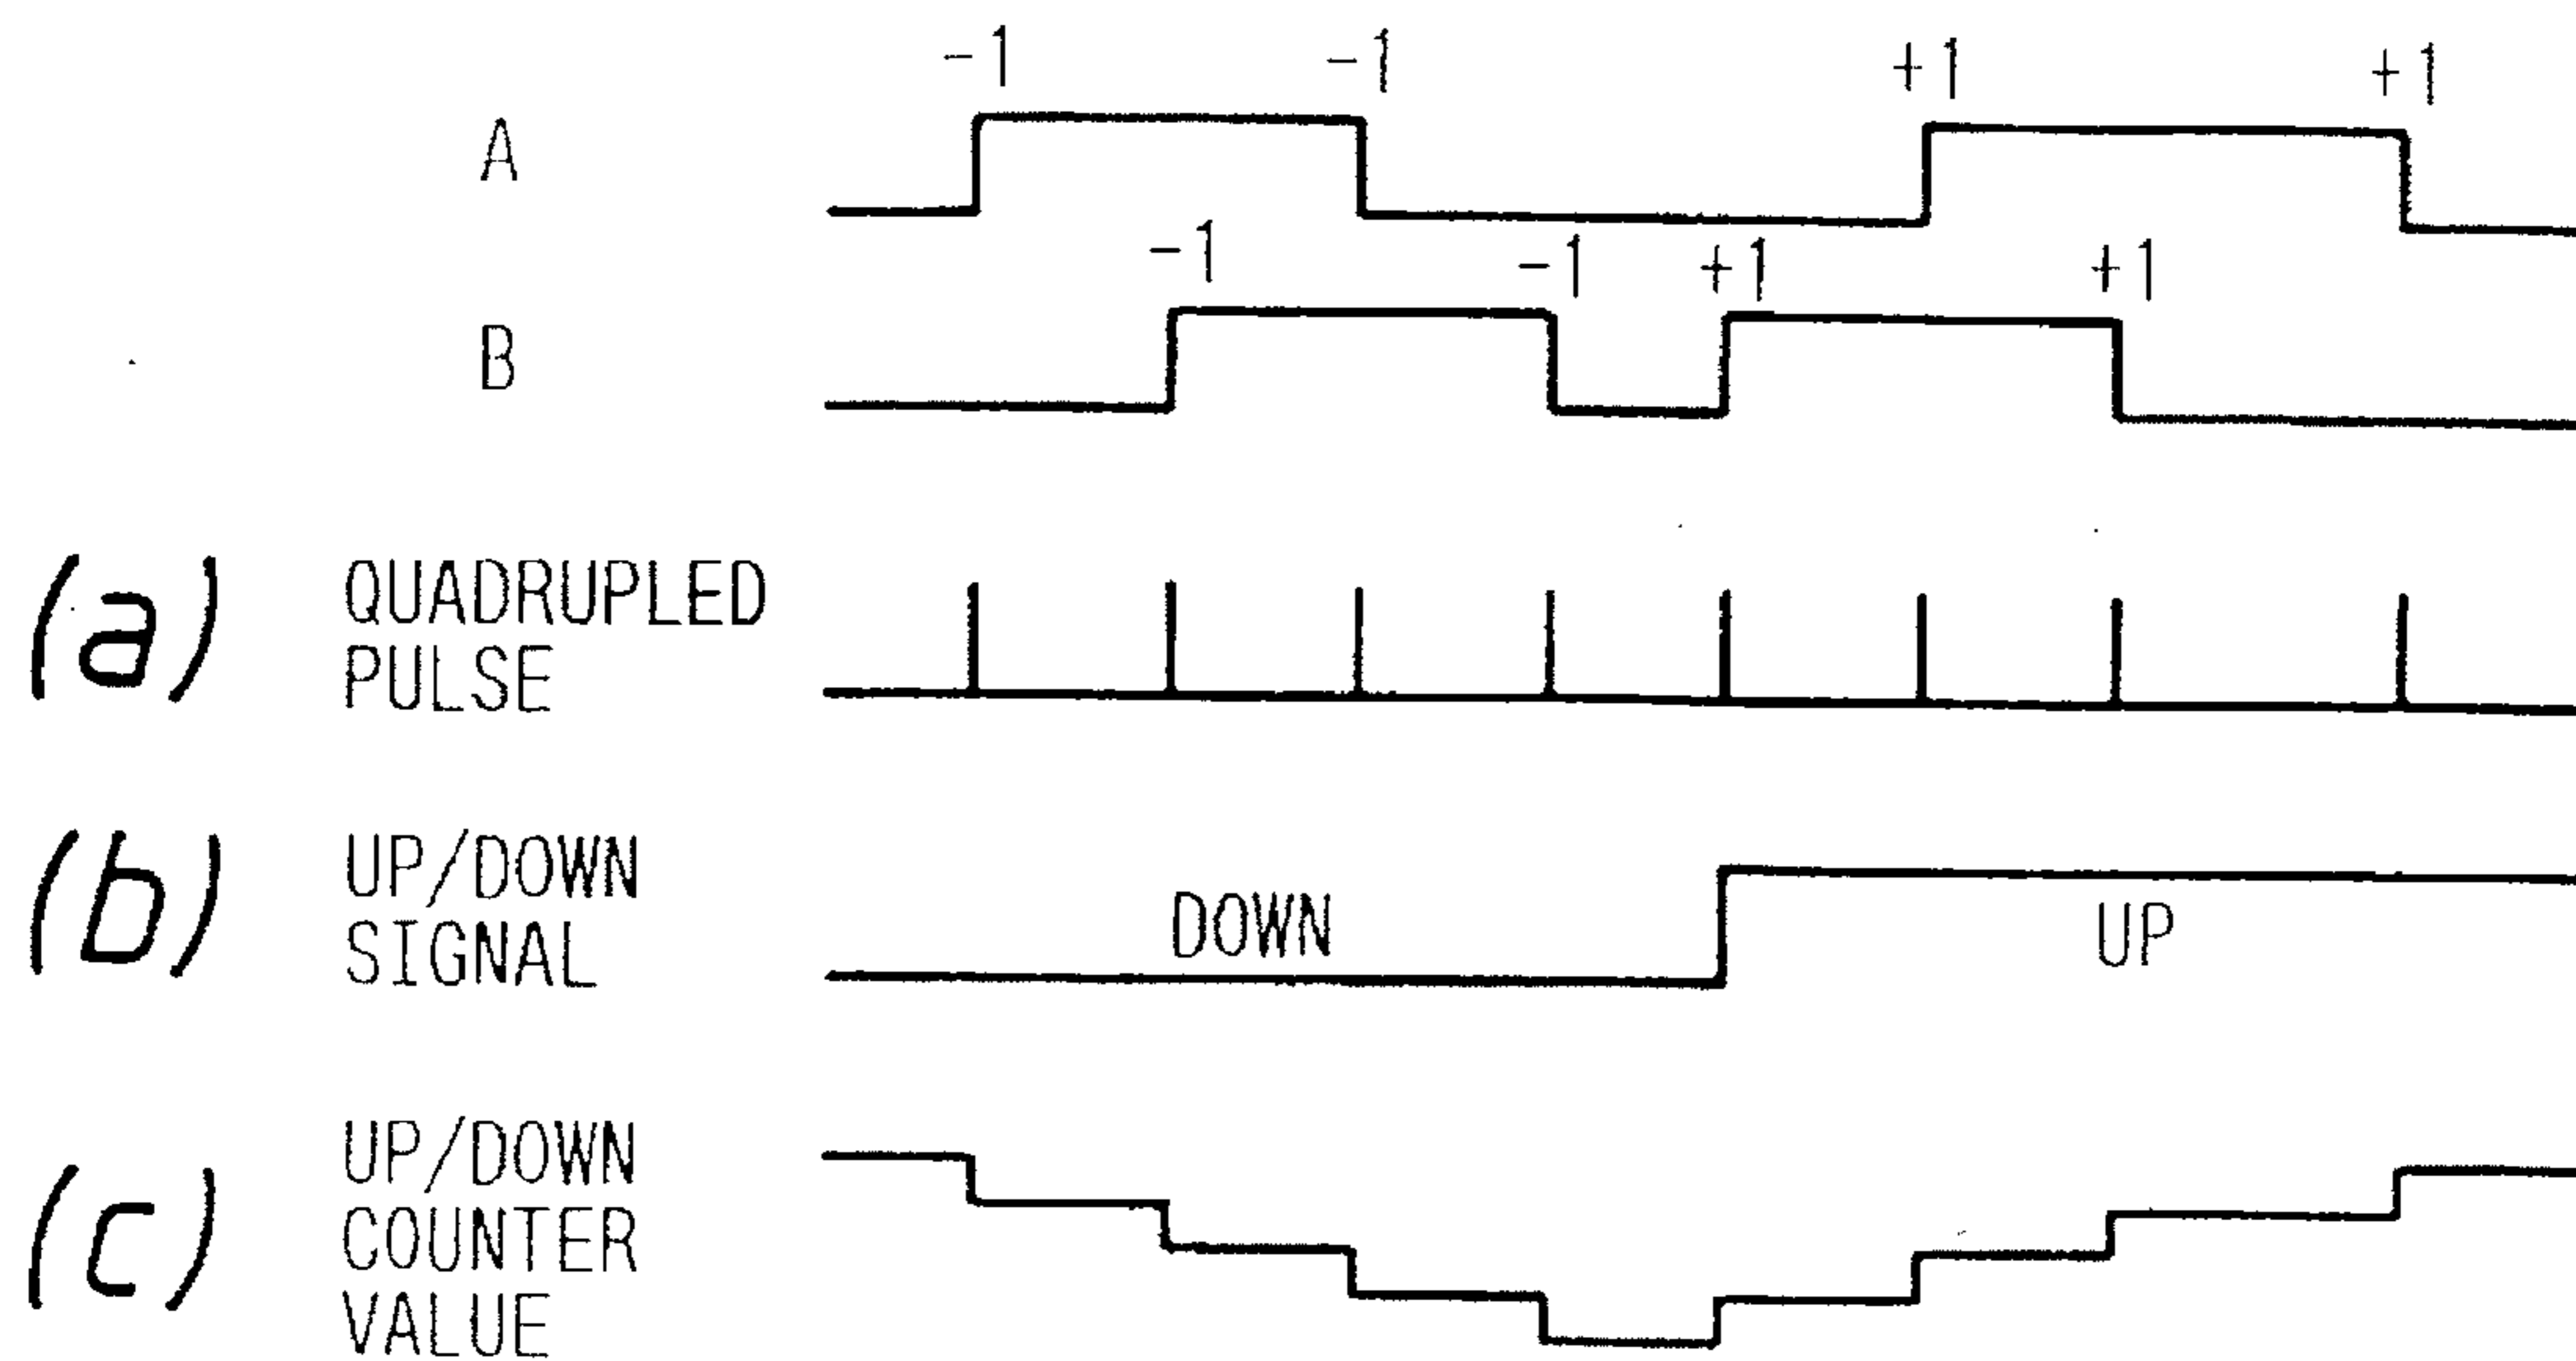 -1 -1 +1 +1
A
-1 -1 +1 +1
B
(a) QUADRUPLED
PULSE
(b) UP/DOWN
SIGNAL
DOWN UP
(c) UP/DOWN
COUNTER
VALUE